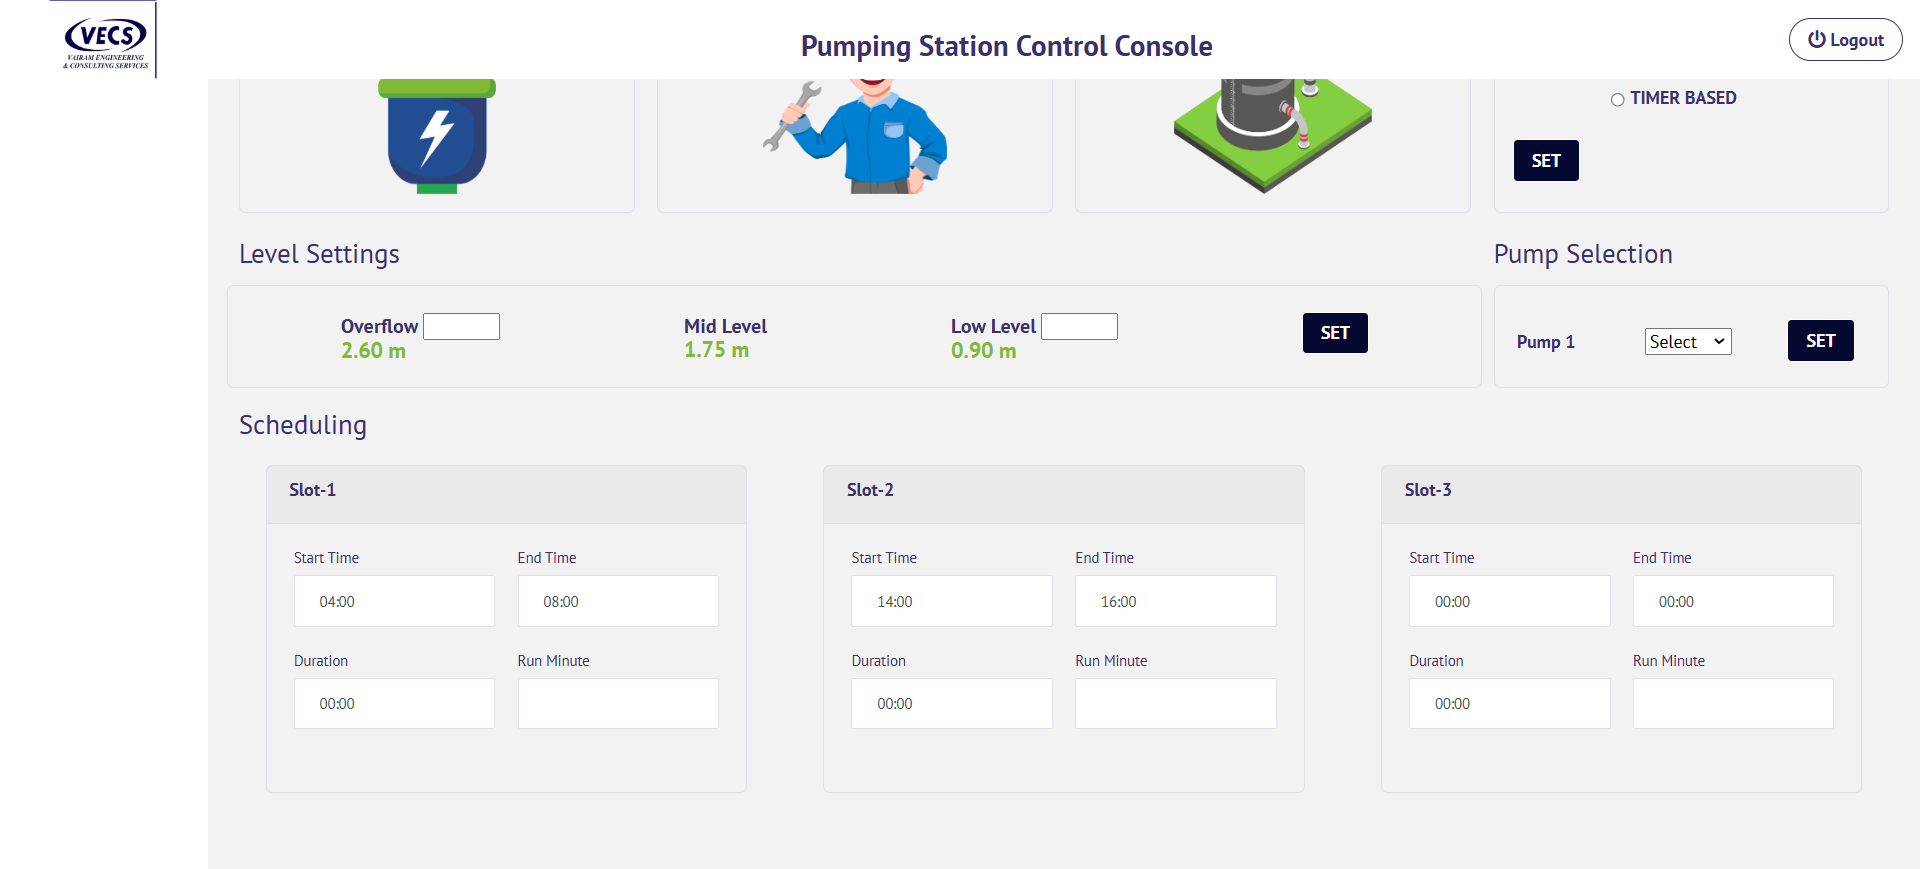 VECS
VAIRAM ENGINEERING
& CONSULTING SERVICES
Pumping Station Control Console
Logout
TIMER BASED
SET
Level Settings
Pump Selection
Overflow
2.60 m
Mid Level
1.75 m
Low Level
0.90 m
SET
Pump 1
Select
SET
Scheduling
Slot-1
Start Time
End Time
04:00
08:00
Duration
Run Minute
00:00
Slot-2
Start Time
End Time
14:00
16:00
Duration
Run Minute
00:00
Slot-3
Start Time
End Time
00:00
00:00
Duration
Run Minute
00:00